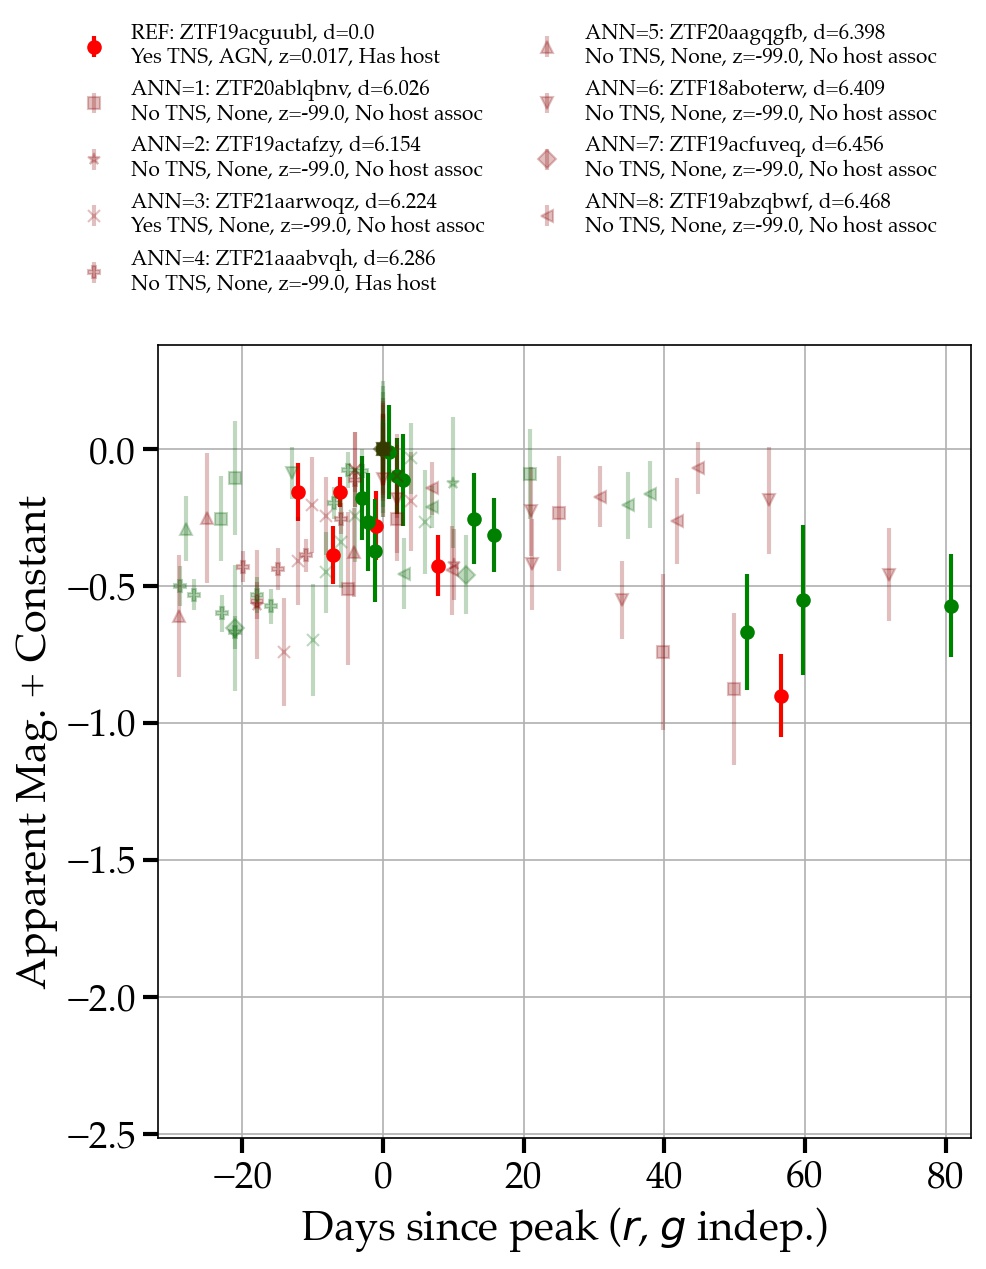 REF: ZTF19acguubl, d=0.0
Yes TNS, AGN, z=0.017, Has host
ANN=1: ZTF20ablqbnv, d=6.026
No TNS, None, z=-99.0, No host assoc
ANN=2: ZTF19actafzy, d=6.154
No TNS, None, z=-99.0, No host assoc
ANN=3: ZTF21aarwoqz, d=6.224
Yes TNS, None, z=-99.0, No host assoc
ANN=4: ZTF21aaabvqh, d=6.286
No TNS, None, z=-99.0, Has host
ANN=5: ZTF20aagqgfb, d=6.398
No TNS, None, z=-99.0, No host assoc
ANN=6: ZTF18aboterw, d=6.409
No TNS, None, z=-99.0, No host assoc
ANN=7: ZTF19acfuveq, d=6.456
No TNS, None, z=-99.0, No host assoc
ANN=8: ZTF19abzqbwf, d=6.468
No TNS, None, z=-99.0, No host assoc
Apparent Mag. + Constant
0.0
−0.5
−1.0
−1.5
−2.0
−2.5
−20 0 20 40 60 80
Days since peak (r, g indep.)